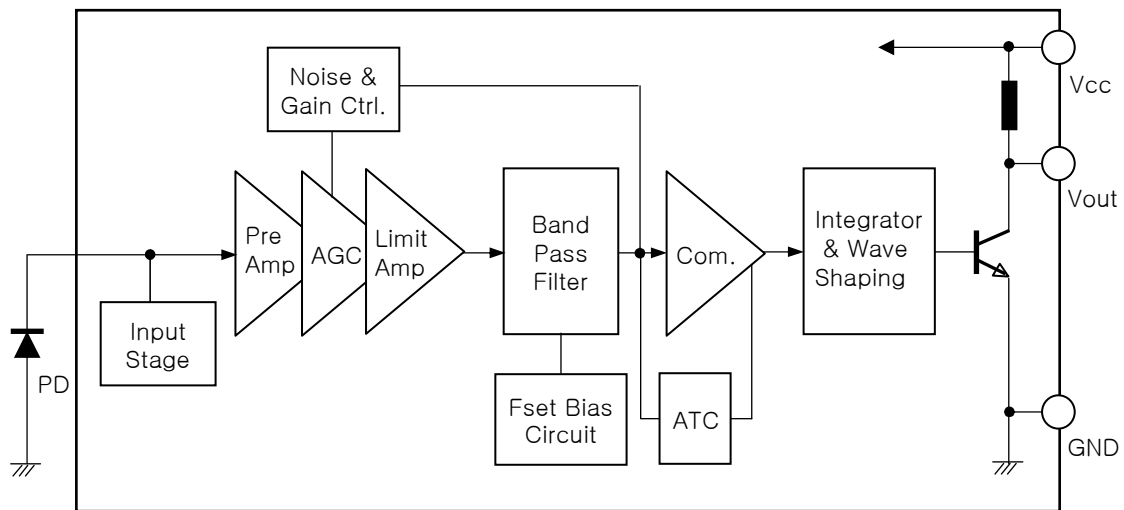 Noise &
Gain Ctrl.
Vcc
Vout
Pre
Amp
AGC
Limit
Amp
Band
Pass
Filter
Com.
Integrator
& Wave
Shaping
Input
Stage
PD
Fset Bias
Circuit
ATC
GND